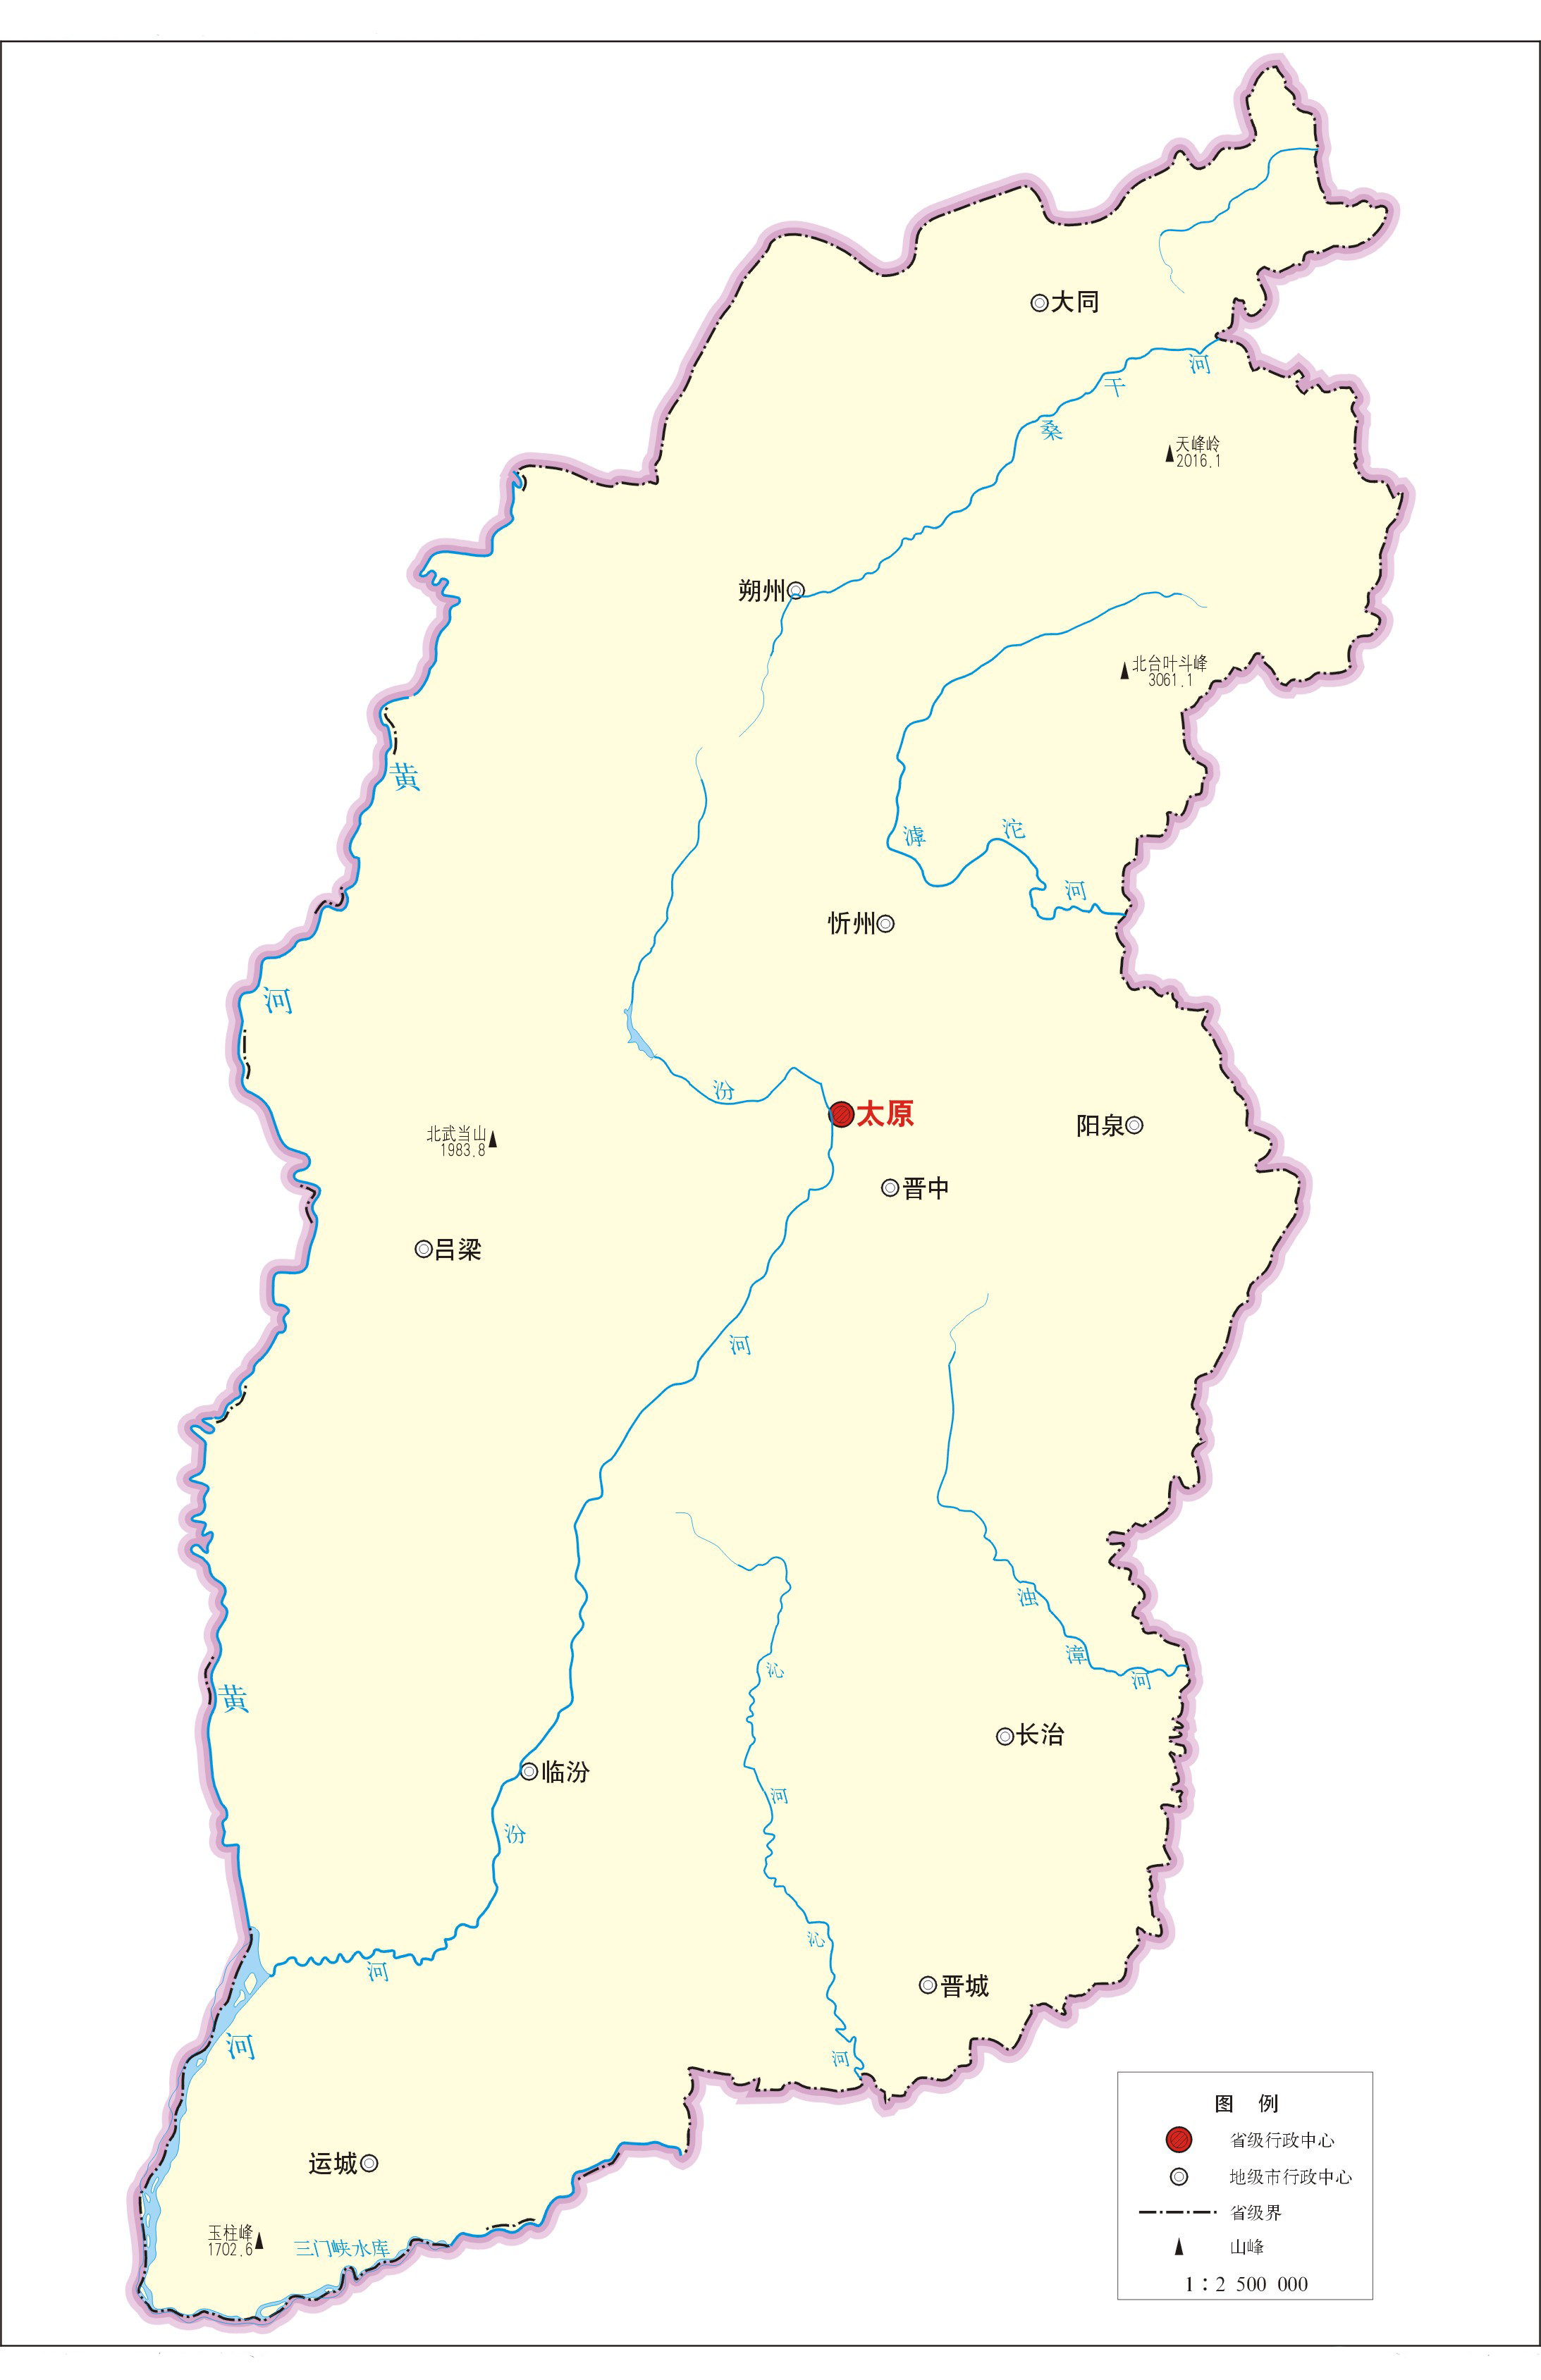 大同
桑
干
河
天峰岭
2016.1
朔州
北台叶斗峰
3061.1
黄
河
滹
沱
河
忻州
汾
太原
阳泉
北武当山
1983.8
晋中
吕梁
河
浊
漳
河
沁
黄
长治
临汾
河
汾
沁
河
晋城
河
河
运城
玉柱峰
1702.6
三门峡水库
图 例
省级行政中心
地级市行政中心
省级界
山峰
1：2 500 000